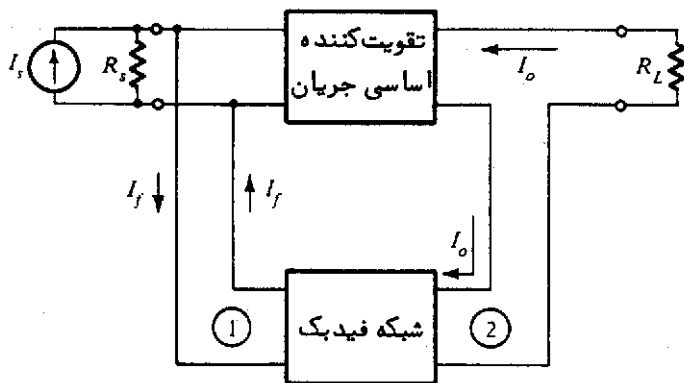 تقویت‌کننده
اساسی جریان
I_s
R_s
I_o
R_L
I_f
I_f
I_o
1
شبکه فیدبک
2